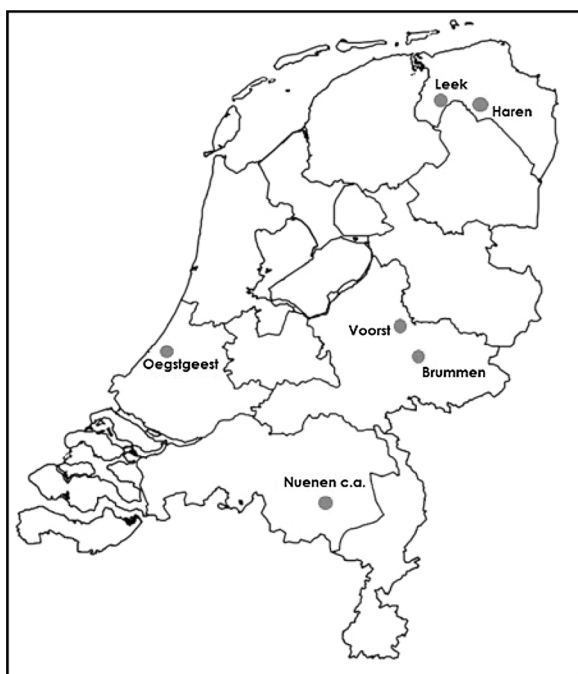 Leek
Haren
Voorst
Oegstgeest
Brummen
Nuenen c.a.